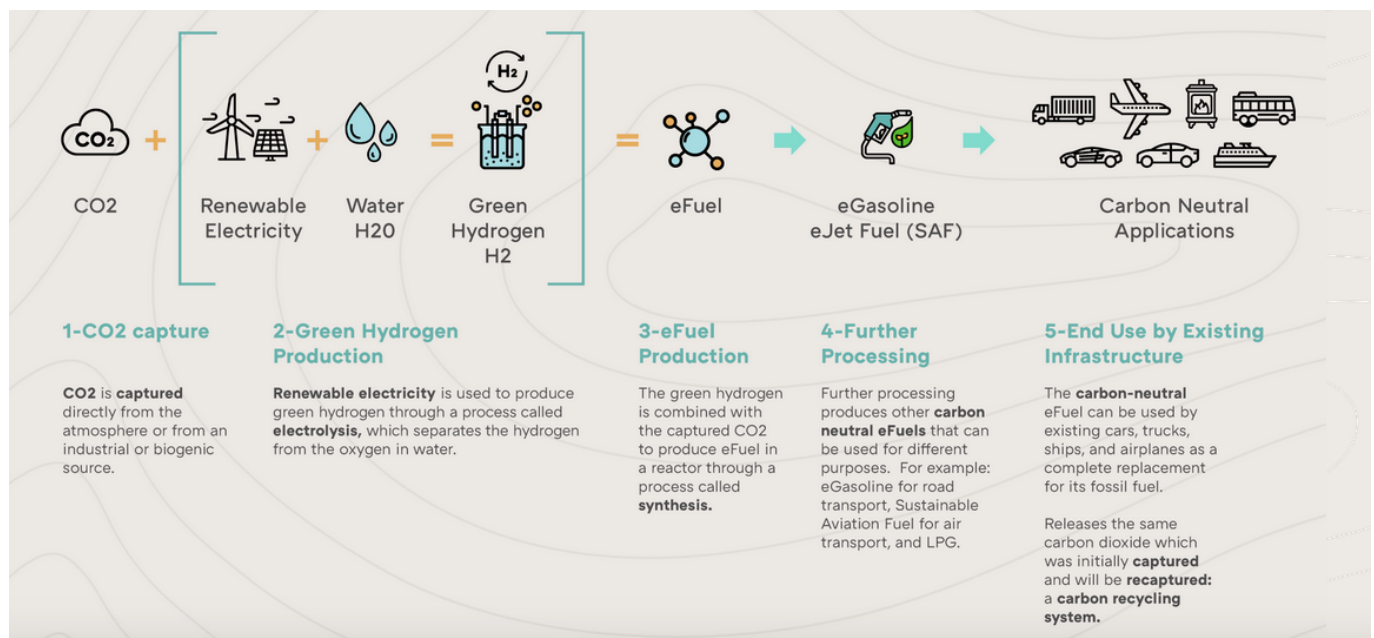 H₂
CO₂
CO2
Renewable
Electricity
Water
H20
Green
Hydrogen
H2
eFuel
eGasoline
eJet Fuel (SAF)
Carbon Neutral
Applications
1-CO2 capture
CO2 is captured
directly from the
atmosphere or from an
industrial or biogenic
source.
2-Green Hydrogen
Production
Renewable electricity is used to produce
green hydrogen through a process called
electrolysis, which separates the hydrogen
from the oxygen in water.
3-eFuel
Production
The green hydrogen
is combined with
the captured CO2
to produce eFuel in
a reactor through a
process called
synthesis.
4-Further
Processing
Further processing
produces other carbon
neutral eFuels that can
be used for different
purposes. For example:
eGasoline for road
transport, Sustainable
Aviation Fuel for air
transport, and LPG.
5-End Use by Existing
Infrastructure
The carbon-neutral
eFuel can be used by
existing cars, trucks,
ships, and airplanes as a
complete replacement
for its fossil fuel.
Releases the same
carbon dioxide which
was initially captured
and will be recaptured:
a carbon recycling
system.